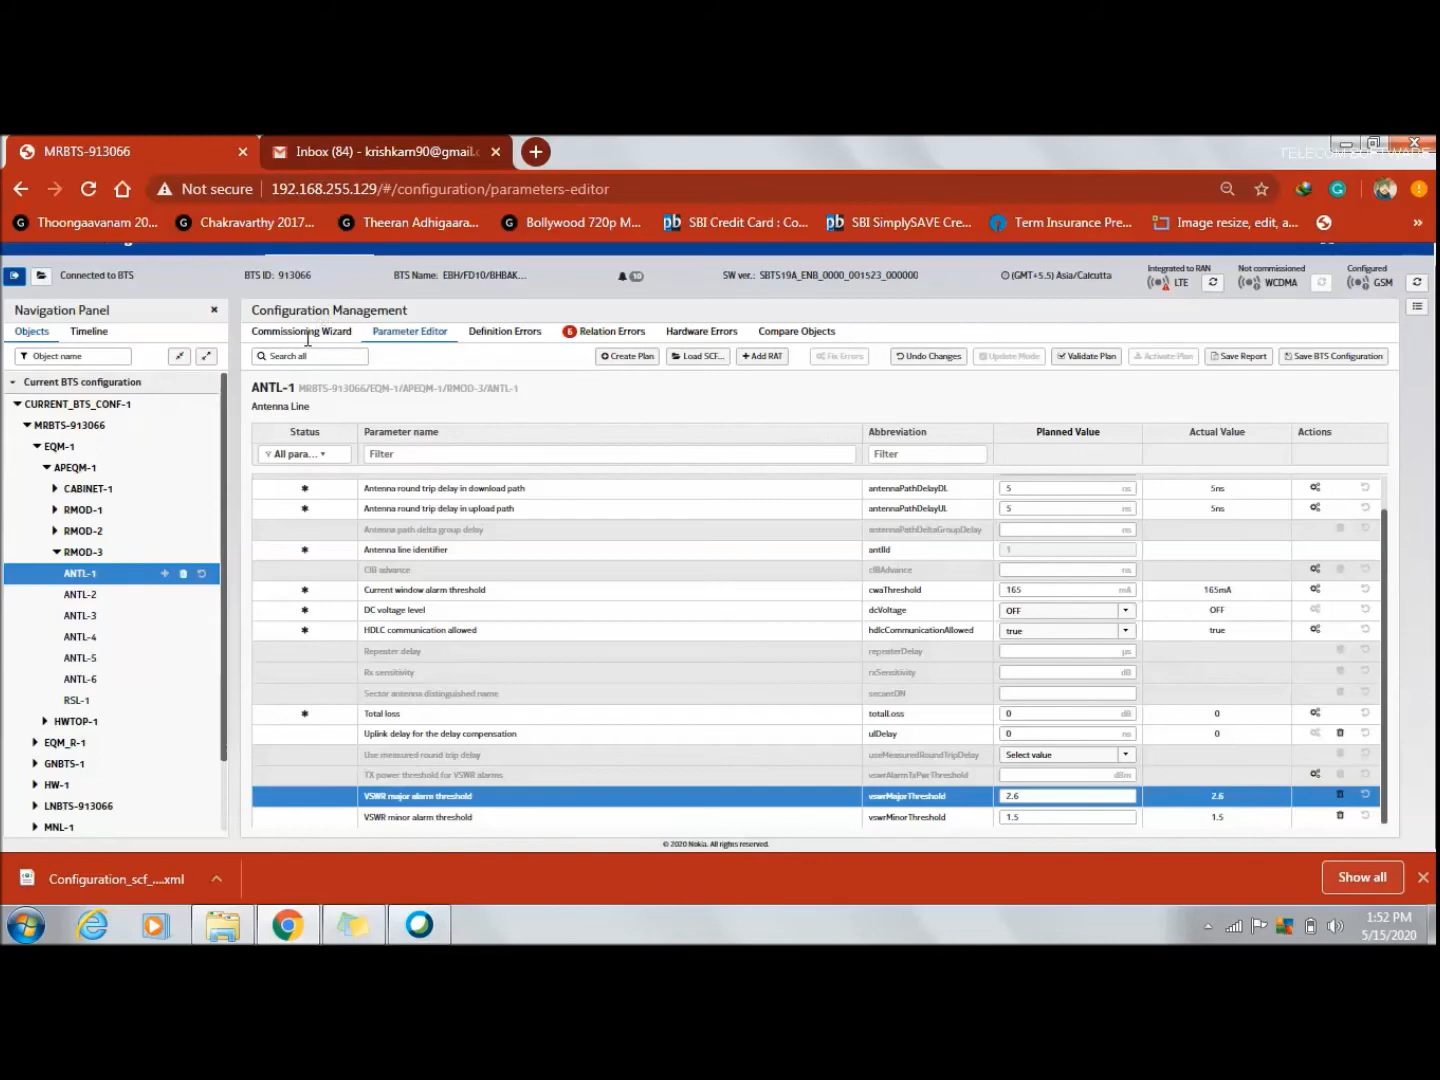 MRBTS-913066
Inbox (84) - krishkarn90@gmail.
TELECOM SOFTWARE
Not secure 192.168.255.129/#/configuration/parameters-editor
Thoongaavanam 20... Chakravarthy 2017... Theeran Adhigaara... Bollywood 720p M... SBI Credit Card : Co... SBI SimplySAVE Cre... Term Insurance Pre... Image resize, edit, a... »
Connected to BTS BTS ID: 913066 BTS Name: EBH/FD10/BHBAK... 10 SW ver.: SBTS19A_ENB_0000_001523_000000 (GMT+5.5) Asia/Calcutta
Integrated to RAN LTE
Not commissioned WCDMA
Configured GSM
Navigation Panel
Configuration Management
Objects Timeline
Commissioning Wizard Parameter Editor Definition Errors 6 Relation Errors Hardware Errors Compare Objects
Object name
Search all Create Plan Load SCF... Add RAT Fix Errors Undo Changes Update Mode Validate Plan Activate Plan Save Report Save BTS Configuration
Current BTS configuration
CURRENT_BTS_CONF-1
MRBTS-913066
EQM-1
APEQM-1
CABINET-1
RMOD-1
RMOD-2
RMOD-3
ANTL-1
ANTL-2
ANTL-3
ANTL-4
ANTL-5
ANTL-6
RSL-1
HWTOP-1
EQM_R-1
GNBTS-1
HW-1
LNBTS-913066
MNL-1
ANTL-1 MRBTS-913066/EQM-1/APEQM-1/RMOD-3/ANTL-1
Antenna Line
Status Parameter name Abbreviation Planned Value Actual Value Actions
All para... Filter Filter
* Antenna round trip delay in download path antennaPathDelayDL 5 ns 5ns
* Antenna round trip delay in upload path antennaPathDelayUL 5 ns 5ns
Antenna path delta group delay antennaPathDeltaGroupDelay ns
* Antenna line identifier antlId 1
CIB advance cIBAdvance ns
* Current window alarm threshold cwaThreshold 165 mA 165mA
* DC voltage level dcVoltage OFF OFF
* HDLC communication allowed hdlcCommunicationAllowed true true
Repeater delay repeaterDelay µs
Rx sensitivity rxSensitivity dB
Sector antenna distinguished name secantDN
* Total loss totalLoss 0 dB 0
Uplink delay for the delay compensation ulDelay 0 ns 0
Use measured round trip delay useMeasuredRoundTripDelay Select value
TX power threshold for VSWR alarms vswrAlarmTxPwrThreshold dBm
VSWR major alarm threshold vswrMajorThreshold 2.6 2.6
VSWR minor alarm threshold vswrMinorThreshold 1.5 1.5
© 2020 Nokia. All rights reserved.
Configuration_scf_....xml
Show all
1:52 PM
5/15/2020